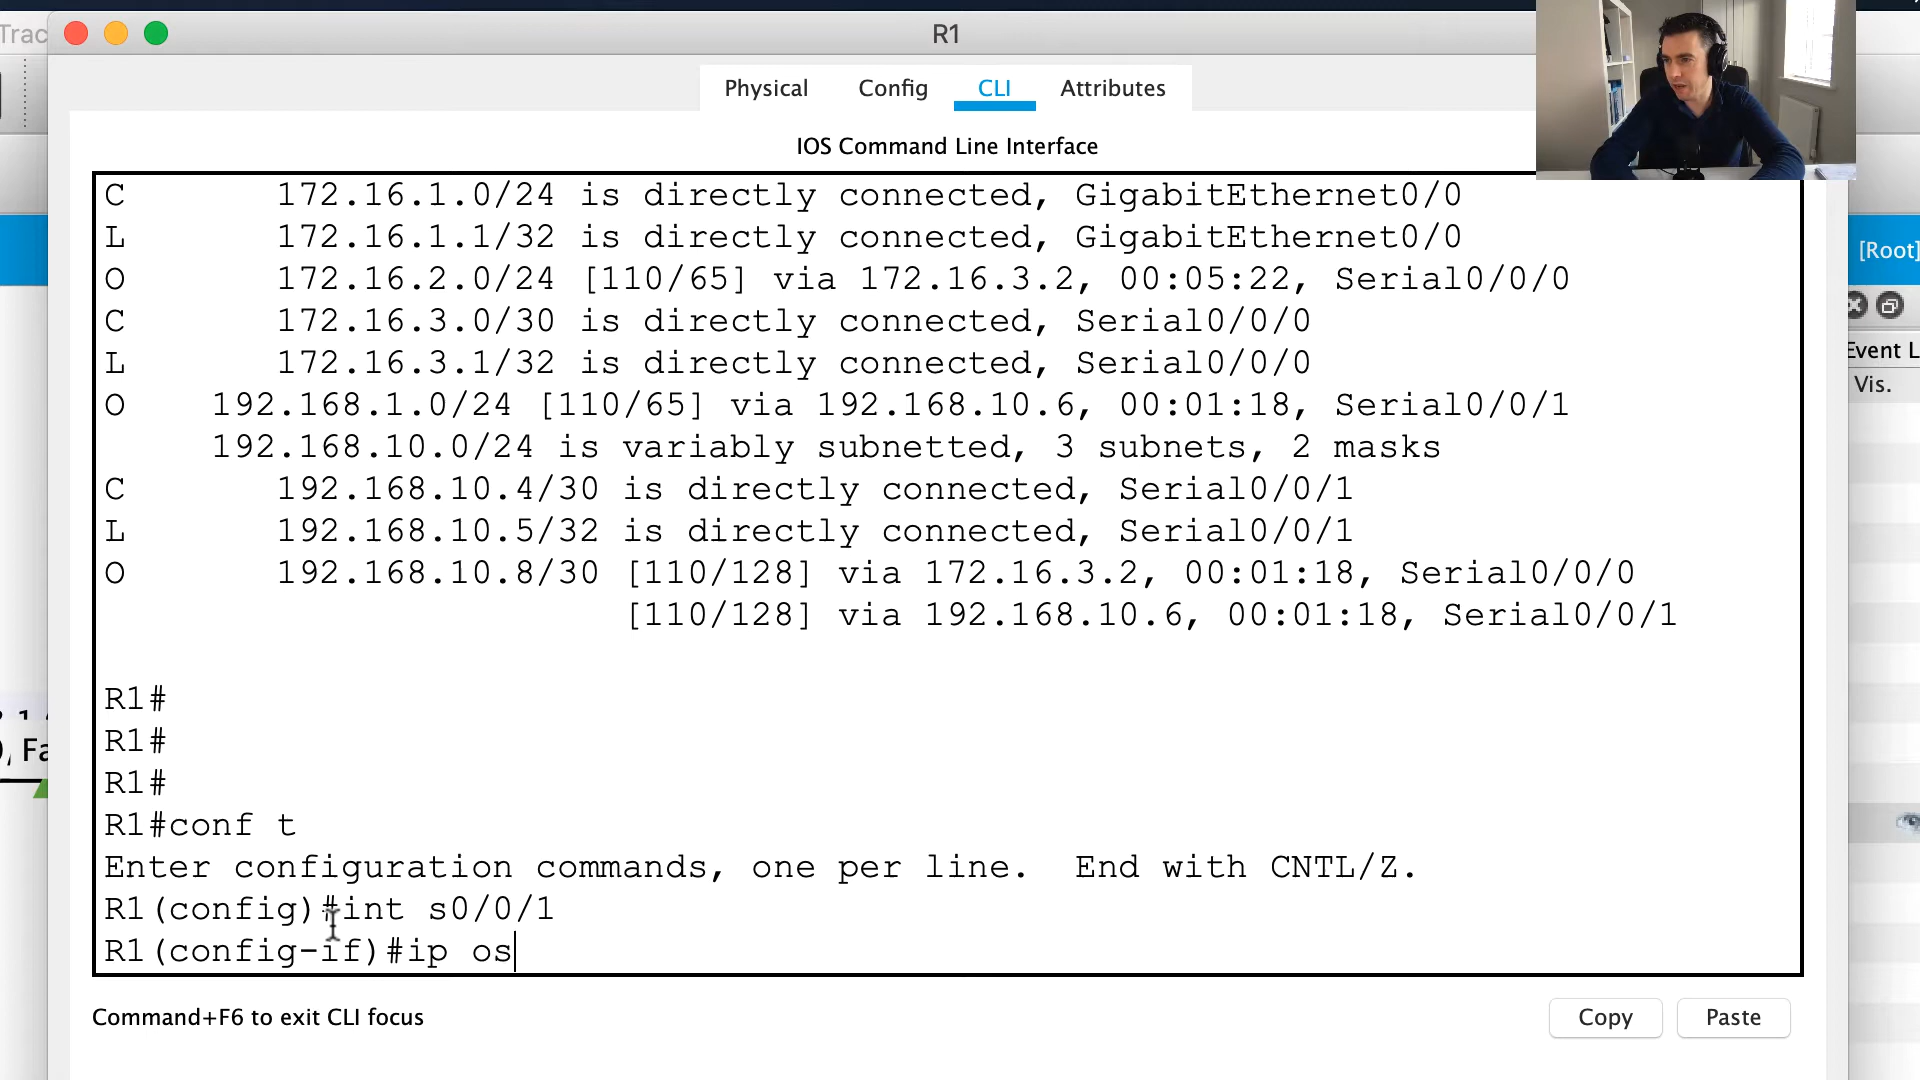 Trac
R1
Physical Config CLI Attributes
IOS Command Line Interface
C 172.16.1.0/24 is directly connected, GigabitEthernet0/0
L 172.16.1.1/32 is directly connected, GigabitEthernet0/0
O 172.16.2.0/24 [110/65] via 172.16.3.2, 00:05:22, Serial0/0/0
C 172.16.3.0/30 is directly connected, Serial0/0/0
L 172.16.3.1/32 is directly connected, Serial0/0/0
O 192.168.1.0/24 [110/65] via 192.168.10.6, 00:01:18, Serial0/0/1
192.168.10.0/24 is variably subnetted, 3 subnets, 2 masks
C 192.168.10.4/30 is directly connected, Serial0/0/1
L 192.168.10.5/32 is directly connected, Serial0/0/1
O 192.168.10.8/30 [110/128] via 172.16.3.2, 00:01:18, Serial0/0/0
[110/128] via 192.168.10.6, 00:01:18, Serial0/0/1
R1#
R1#
R1#
R1#conf t
Enter configuration commands, one per line. End with CNTL/Z.
R1(config)#int s0/0/1
R1(config-if)#ip os
Command+F6 to exit CLI focus
Copy Paste
[Root]
Event L
Vis.
, Fa